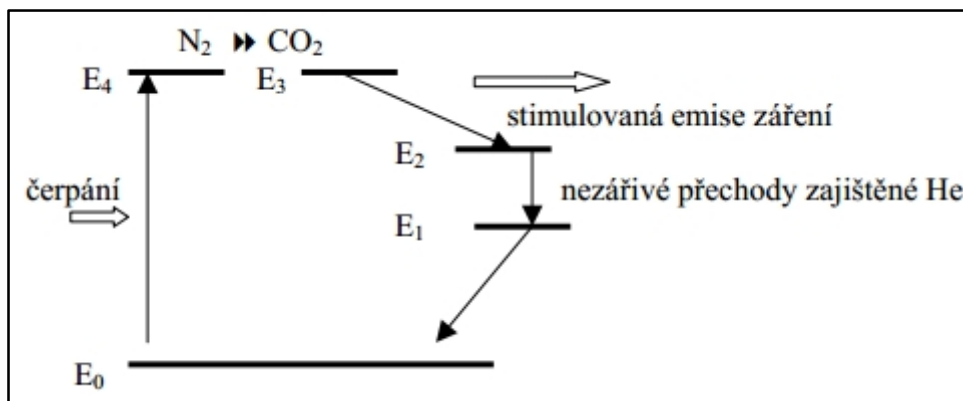 N₂ ▶▶ CO₂
E₄
E₃
stimulovaná emise záření
E₂
čerpání
nezářivé přechody zajištěné He
E₁
E₀